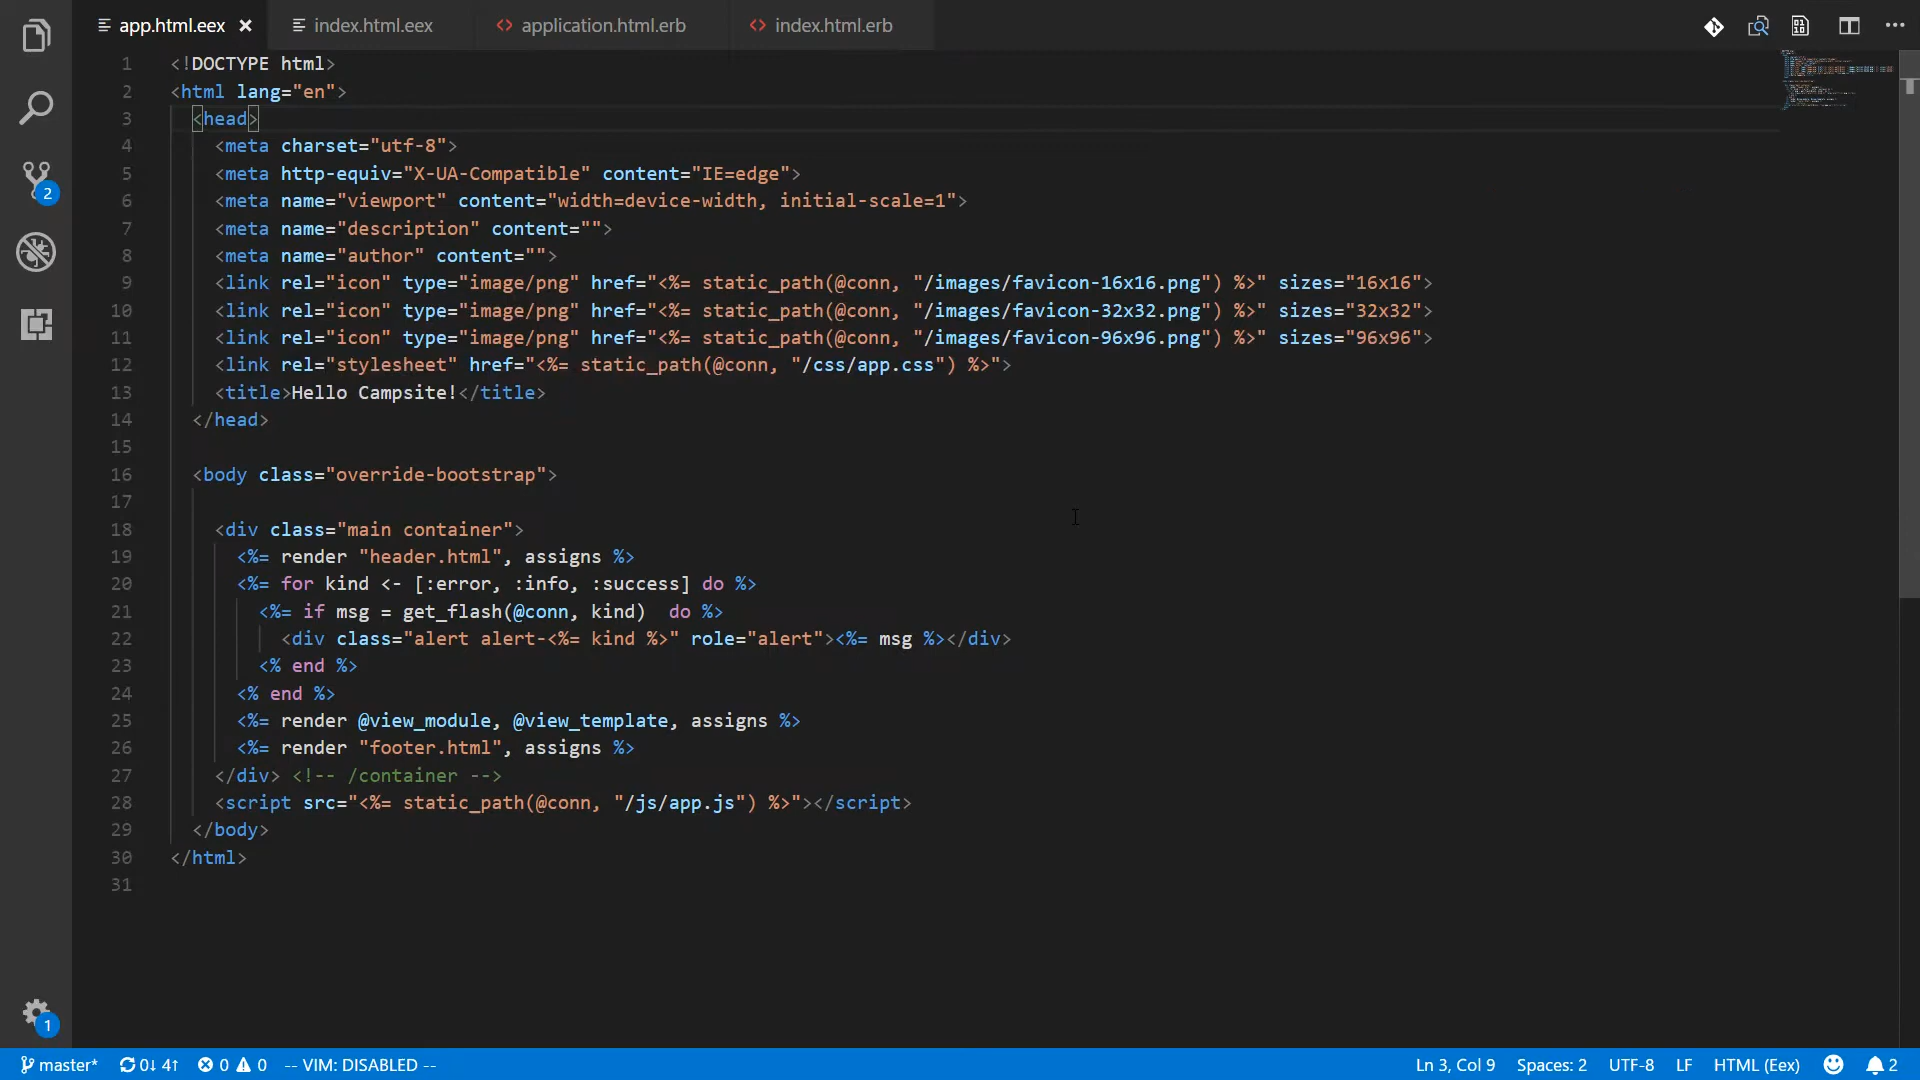 app.html.eex
index.html.eex
application.html.erb
index.html.erb
1 <!DOCTYPE html>
2 <html lang="en">
3 <head>
4 <meta charset="utf-8">
5 <meta http-equiv="X-UA-Compatible" content="IE=edge">
6 <meta name="viewport" content="width=device-width, initial-scale=1">
7 <meta name="description" content="">
8 <meta name="author" content="">
9 <link rel="icon" type="image/png" href="<%= static_path(@conn, "/images/favicon-16x16.png") %>" sizes="16x16">
10 <link rel="icon" type="image/png" href="<%= static_path(@conn, "/images/favicon-32x32.png") %>" sizes="32x32">
11 <link rel="icon" type="image/png" href="<%= static_path(@conn, "/images/favicon-96x96.png") %>" sizes="96x96">
12 <link rel="stylesheet" href="<%= static_path(@conn, "/css/app.css") %>">
13 <title>Hello Campsite!</title>
14 </head>
15
16 <body class="override-bootstrap">
17
18 <div class="main container">
19 <%= render "header.html", assigns %>
20 <%= for kind <- [:error, :info, :success] do %>
21 <%= if msg = get_flash(@conn, kind)  do %>
22 <div class="alert alert-<%= kind %>" role="alert"><%= msg %></div>
23 <% end %>
24 <% end %>
25 <%= render @view_module, @view_template, assigns %>
26 <%= render "footer.html", assigns %>
27 </div> <!-- /container -->
28 <script src="<%= static_path(@conn, "/js/app.js") %>"></script>
29 </body>
30 </html>
31
2
1
master* 0↓ 4↑ 0 0 -- VIM: DISABLED -- Ln 3, Col 9 Spaces: 2 UTF-8 LF HTML (Eex) 2